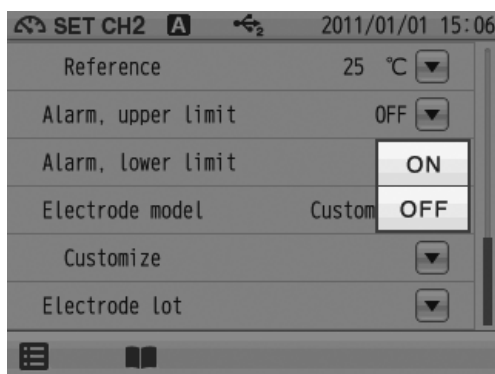 SET CH2 A 2 2011/01/01 15:06
Reference 25 ℃
Alarm, upper limit OFF
Alarm, lower limit ON
Electrode model Custom OFF
Customize
Electrode lot